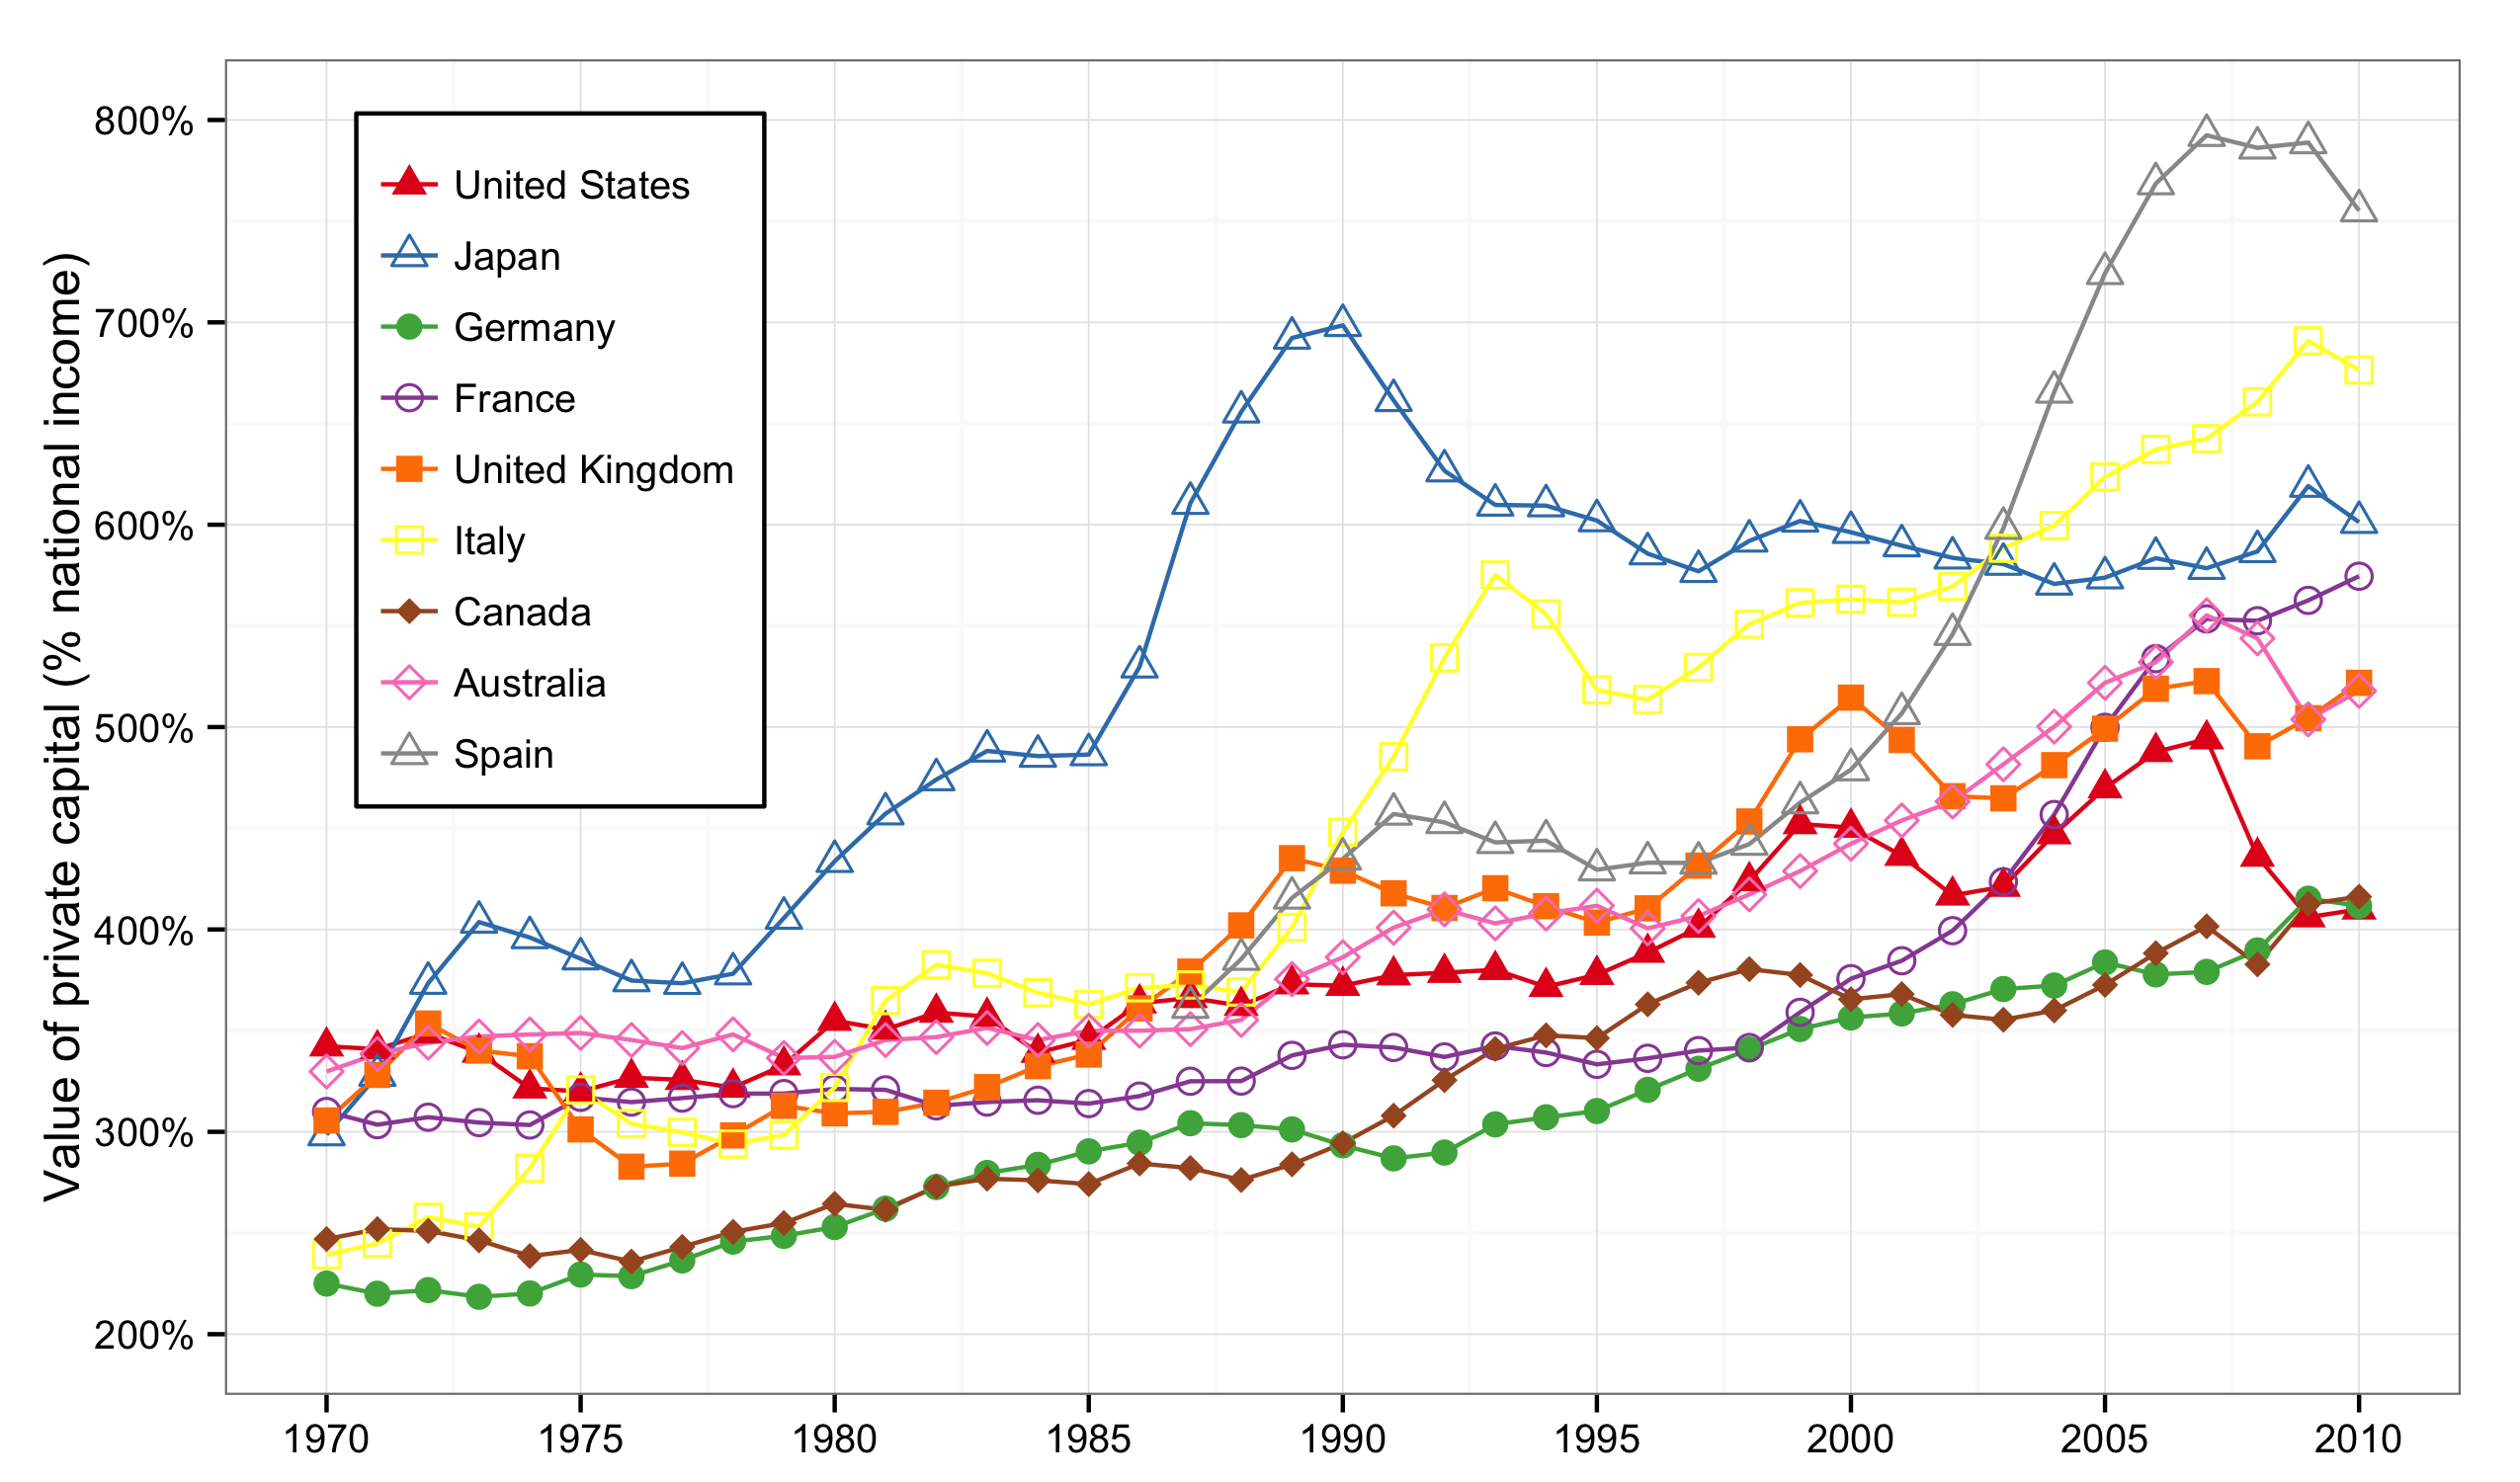 Value of private capital (% national income)
800%
700%
600%
500%
400%
300%
200%
United States
Japan
Germany
France
United Kingdom
Italy
Canada
Australia
Spain
1970 1975 1980 1985 1990 1995 2000 2005 2010